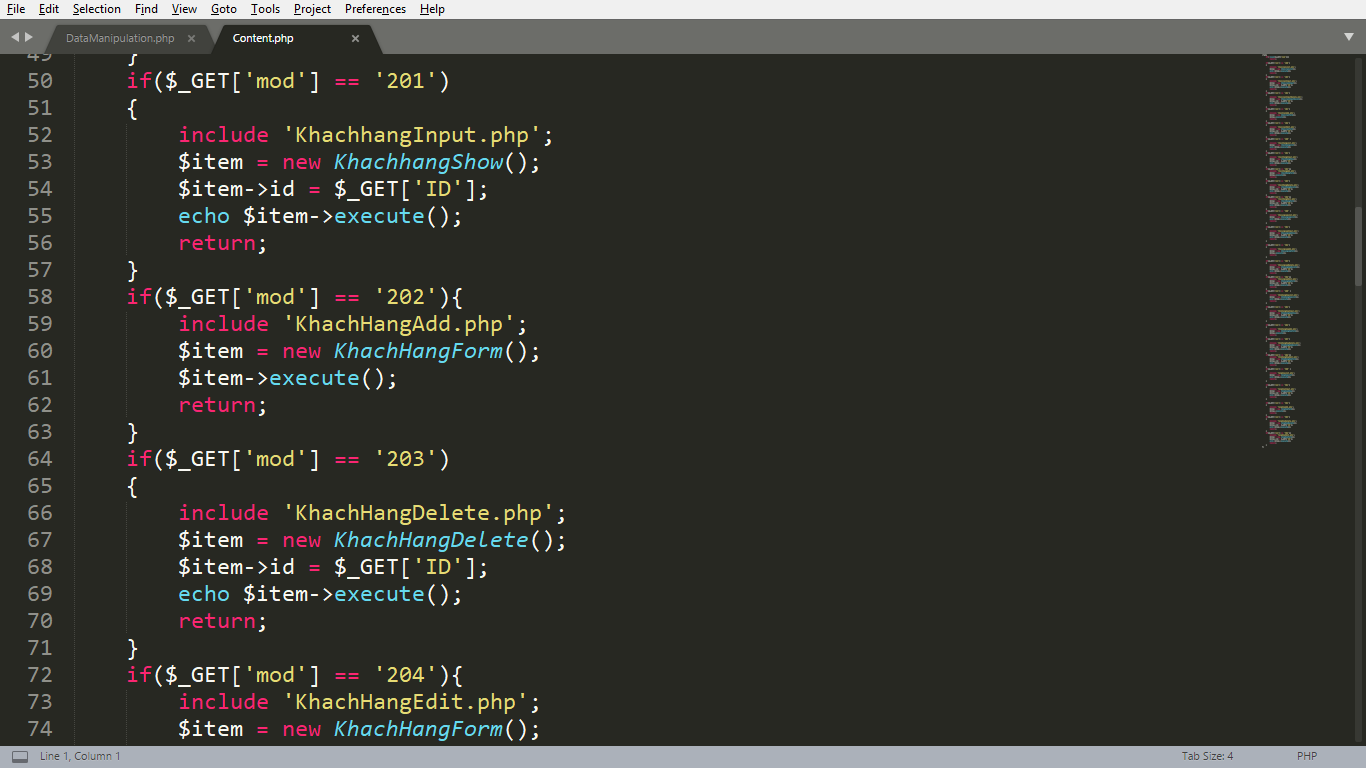 File Edit Selection Find View Goto Tools Project Preferences Help
DataManipulation.php × Content.php ×
49 }
50 if($_GET['mod'] == '201')
51 {
52 include 'KhachhangInput.php';
53 $item = new KhachhangShow();
54 $item->id = $_GET['ID'];
55 echo $item->execute();
56 return;
57 }
58 if($_GET['mod'] == '202'){
59 include 'KhachHangAdd.php';
60 $item = new KhachHangForm();
61 $item->execute();
62 return;
63 }
64 if($_GET['mod'] == '203')
65 {
66 include 'KhachHangDelete.php';
67 $item = new KhachHangDelete();
68 $item->id = $_GET['ID'];
69 echo $item->execute();
70 return;
71 }
72 if($_GET['mod'] == '204'){
73 include 'KhachHangEdit.php';
74 $item = new KhachHangForm();
Line 1, Column 1 Tab Size: 4 PHP